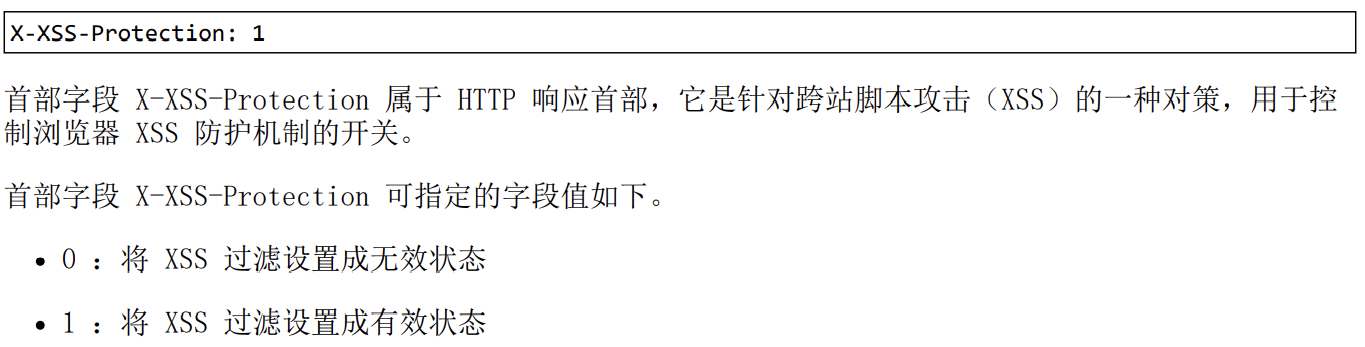 X-XSS-Protection: 1
首部字段 X-XSS-Protection 属于 HTTP 响应首部，它是针对跨站脚本攻击（XSS）的一种对策，用于控
制浏览器 XSS 防护机制的开关。
首部字段 X-XSS-Protection 可指定的字段值如下。
• 0 ：将 XSS 过滤设置成无效状态
• 1 ：将 XSS 过滤设置成有效状态